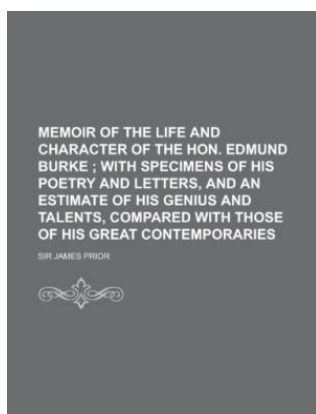 MEMOIR OF THE LIFE AND
CHARACTER OF THE HON. EDMUND
BURKE ; WITH SPECIMENS OF HIS
POETRY AND LETTERS, AND AN
ESTIMATE OF HIS GENIUS AND
TALENTS, COMPARED WITH THOSE
OF HIS GREAT CONTEMPORARIES
SIR JAMES PRIOR